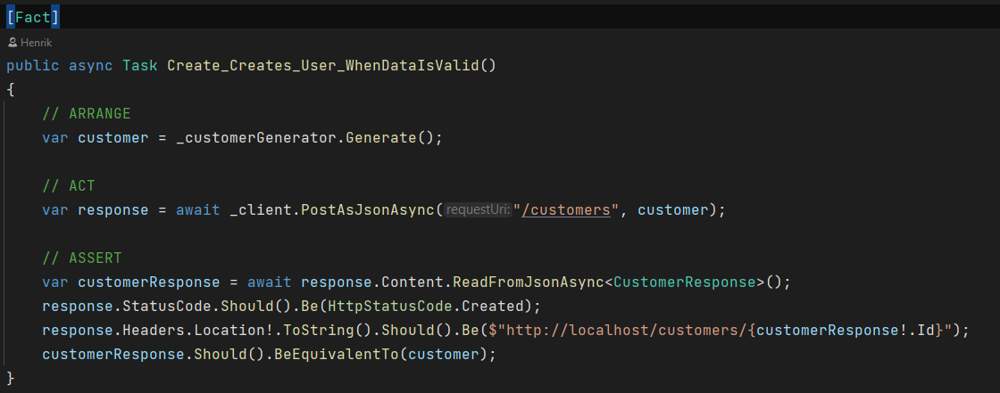 [Fact]
Henrik
public async Task Create_Creates_User_WhenDataIsValid()
{
    // ARRANGE
    var customer = _customerGenerator.Generate();
    // ACT
    var response = await _client.PostAsJsonAsync(requestUri:"/customers", customer);
    // ASSERT
    var customerResponse = await response.Content.ReadFromJsonAsync<CustomerResponse>();
    response.StatusCode.Should().Be(HttpStatusCode.Created);
    response.Headers.Location!.ToString().Should().Be($"http://localhost/customers/{customerResponse!.Id}");
    customerResponse.Should().BeEquivalentTo(customer);
}